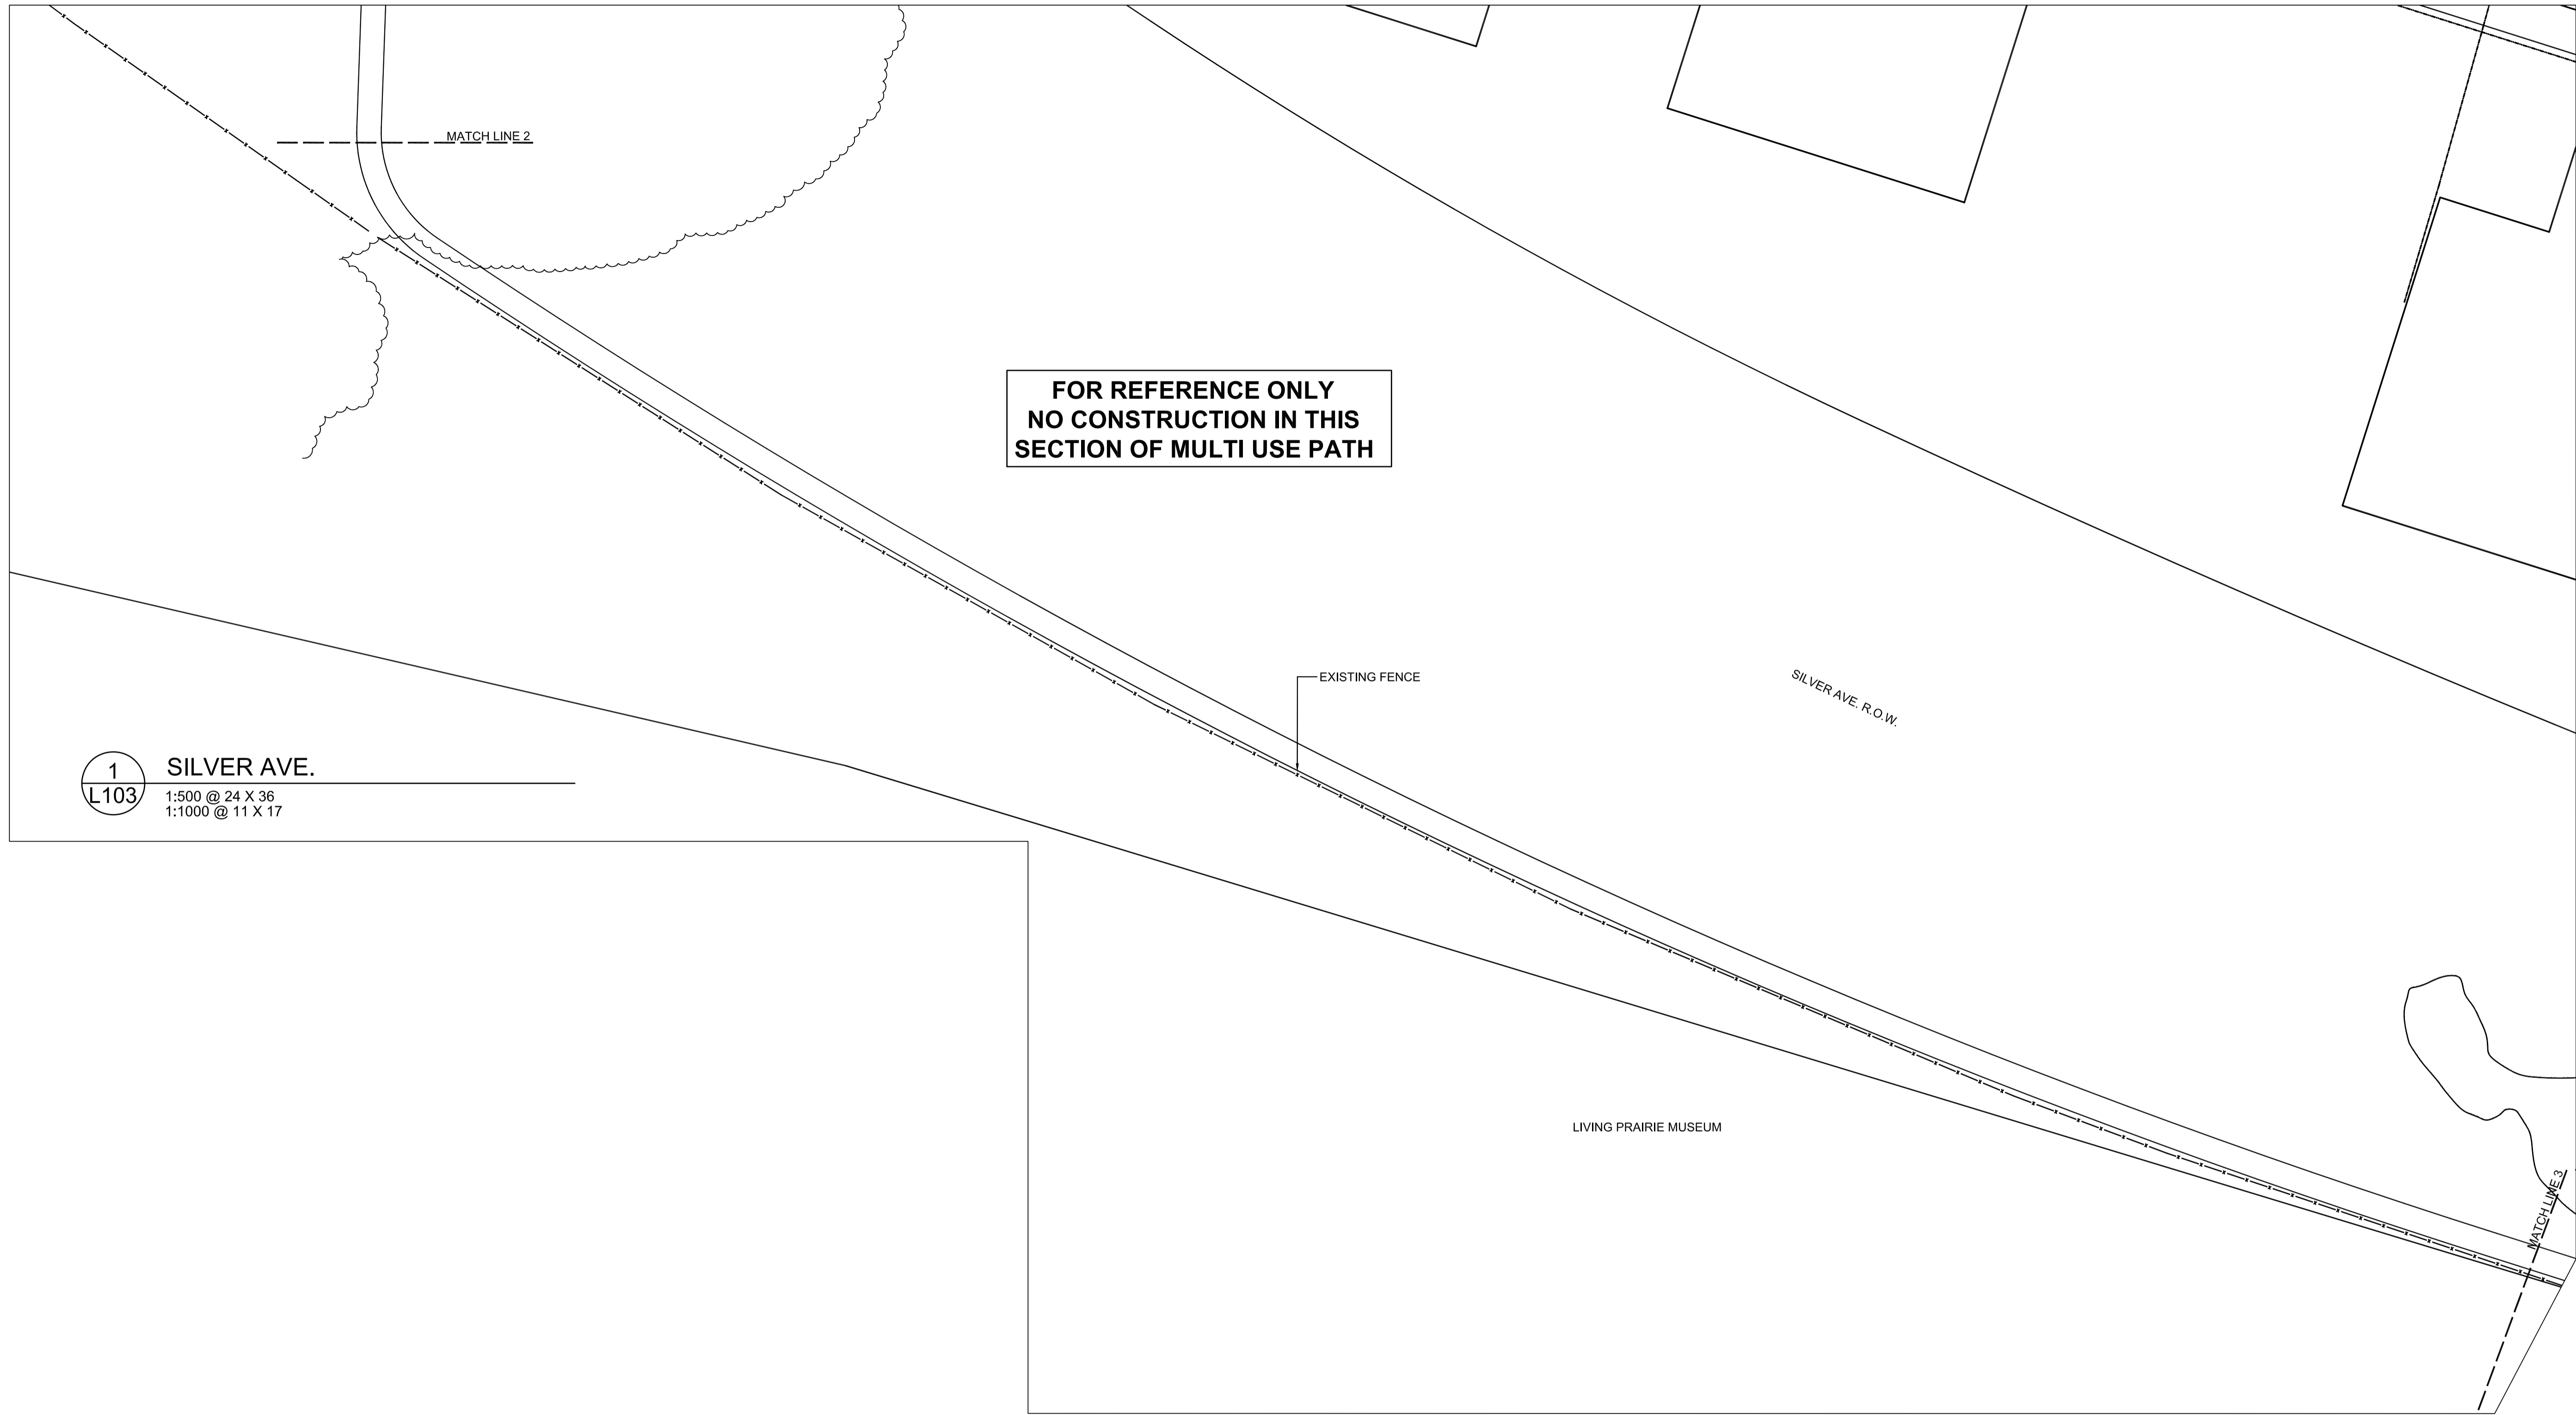 MATCH LINE 2
FOR REFERENCE ONLY
NO CONSTRUCTION IN THIS
SECTION OF MULTI USE PATH
EXISTING FENCE
SILVER AVE. R.O.W.
1
L103
SILVER AVE.
1:500 @ 24 X 36
1:1000 @ 11 X 17
LIVING PRAIRIE MUSEUM
MATCH LINE 3